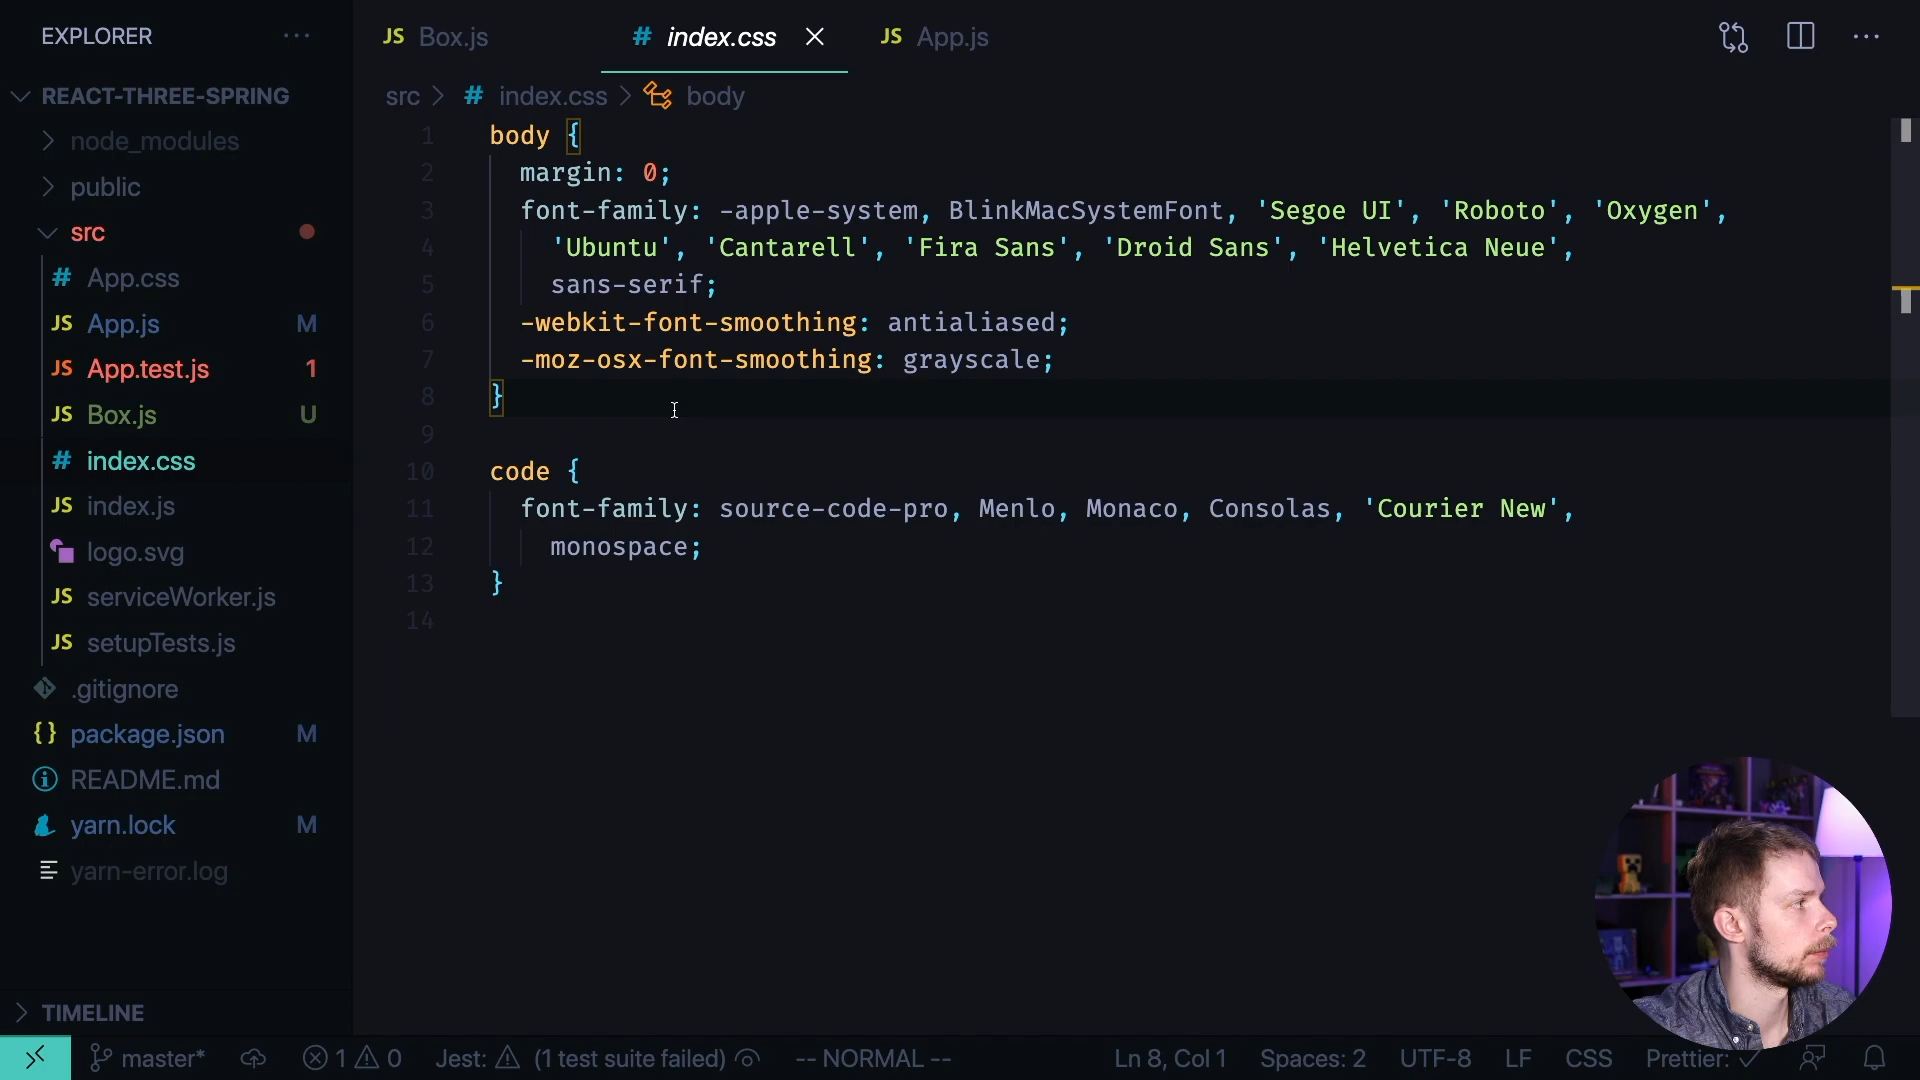 EXPLORER
REACT-THREE-SPRING
node_modules
public
src
# App.css
JS App.js M
JS App.test.js 1
JS Box.js U
# index.css
JS index.js
logo.svg
JS serviceWorker.js
JS setupTests.js
.gitignore
{} package.json M
README.md
yarn.lock M
yarn-error.log
TIMELINE
JS Box.js
# index.css
JS App.js
src > # index.css > body
1 body {
2 margin: 0;
3 font-family: -apple-system, BlinkMacSystemFont, 'Segoe UI', 'Roboto', 'Oxygen',
4 'Ubuntu', 'Cantarell', 'Fira Sans', 'Droid Sans', 'Helvetica Neue',
5 sans-serif;
6 -webkit-font-smoothing: antialiased;
7 -moz-osx-font-smoothing: grayscale;
8 }
9
10 code {
11 font-family: source-code-pro, Menlo, Monaco, Consolas, 'Courier New',
12 monospace;
13 }
14
master* 1 0 Jest: (1 test suite failed) -- NORMAL -- Ln 8, Col 1 Spaces: 2 UTF-8 LF CSS Prettier: ✓